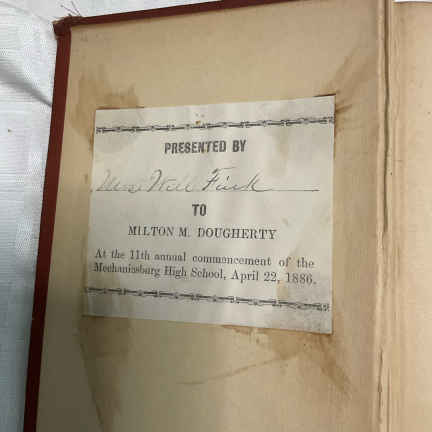 PRESENTED BY
Will Fink
TO
MILTON M. DOUGHERTY
At the 11th annual commencement of the
Mechanicsburg High School, April 22, 1886.